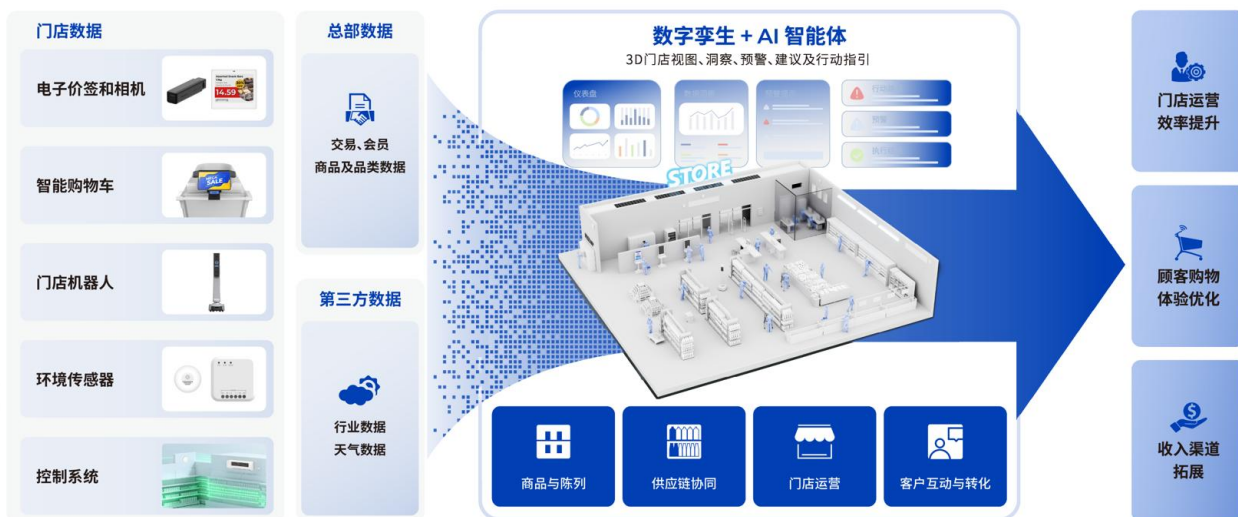 门店数据
电子价签和相机
14.59
智能购物车
SALE
门店机器人
环境传感器
控制系统
总部数据
交易、会员
商品及品类数据
第三方数据
行业数据
天气数据
数字孪生 + AI 智能体
3D门店视图、洞察、预警、建议及行动指引
仪表盘
预警
STORE
商品与陈列
供应链协同
门店运营
客户互动与转化
门店运营
效率提升
顾客购物
体验优化
收入渠道
拓展